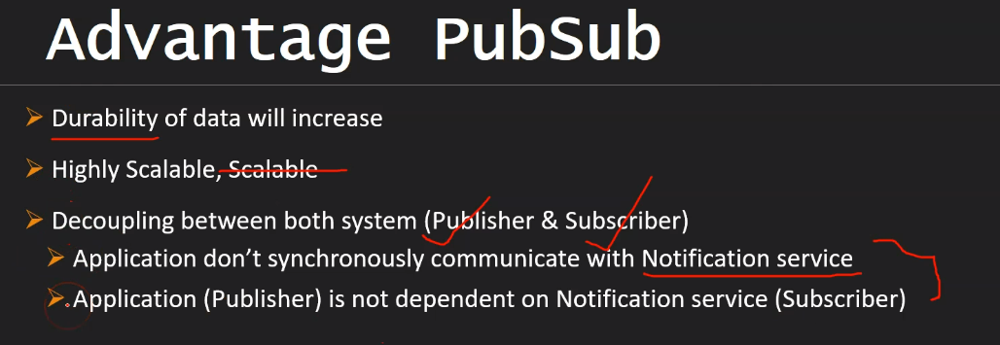 Advantage PubSub
Durability of data will increase
Highly Scalable, Scalable
Decoupling between both system (Publisher & Subscriber)
Application don't synchronously communicate with Notification service
Application (Publisher) is not dependent on Notification service (Subscriber)